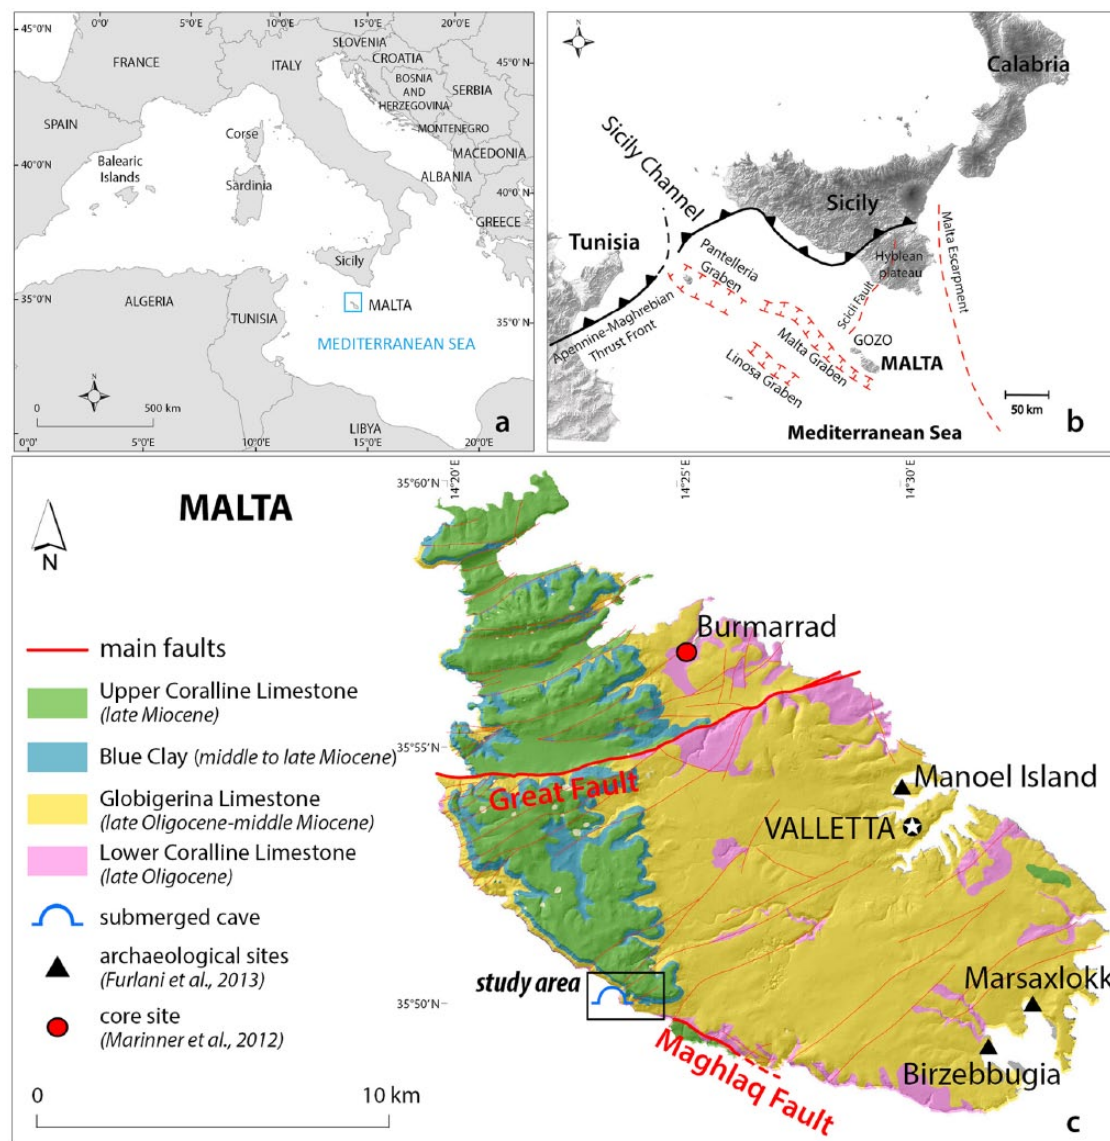 45°0'N
0°0'
5°0'E
10°0'E
15°0'E
20°0'E
SLOVENIA
FRANCE
ITALY
CROATIA
45°0'N
BOSNIA
AND
HERZEGOVINA
SERBIA
SPAIN
Corse
MONTENEGRO
MACEDONIA
40°0'N
Balearic
Islands
Sardinia
ALBANIA
40°0'N
GREECE
Sicily
35°0'N
ALGERIA
MALTA
TUNISIA
35°0'N
MEDITERRANEAN SEA
N
0
500 km
LIBYA
a
0°0'
5°0'E
10°0'E
15°0'E
20°0'E
N
Calabria
Sicily Channel
Sicily
Tunisia
Pantelleria
Graben
Hyblean
plateau
Malta Escarpment
Scicli Fault
Apennine-Maghrebian
Thrust Front
GOZO
Malta Graben
MALTA
Linosa Graben
50 km
Mediterranean Sea
b
MALTA
N
35°60'N
14°20' E
14°25' E
14°30' E
main faults
Upper Coralline Limestone
(late Miocene)
Blue Clay (middle to late Miocene)
Globigerina Limestone
(late Oligocene-middle Miocene)
Lower Coralline Limestone
(late Oligocene)
submerged cave
archaeological sites
(Furlani et al., 2013)
core site
(Marinner et al., 2012)
0
10 km
Burmarrad
35°55'N
Great Fault
Manoel Island
VALLETTA
study area
35°50'N
Marsaxlokk
Maghlaq Fault
Birzebbugia
c